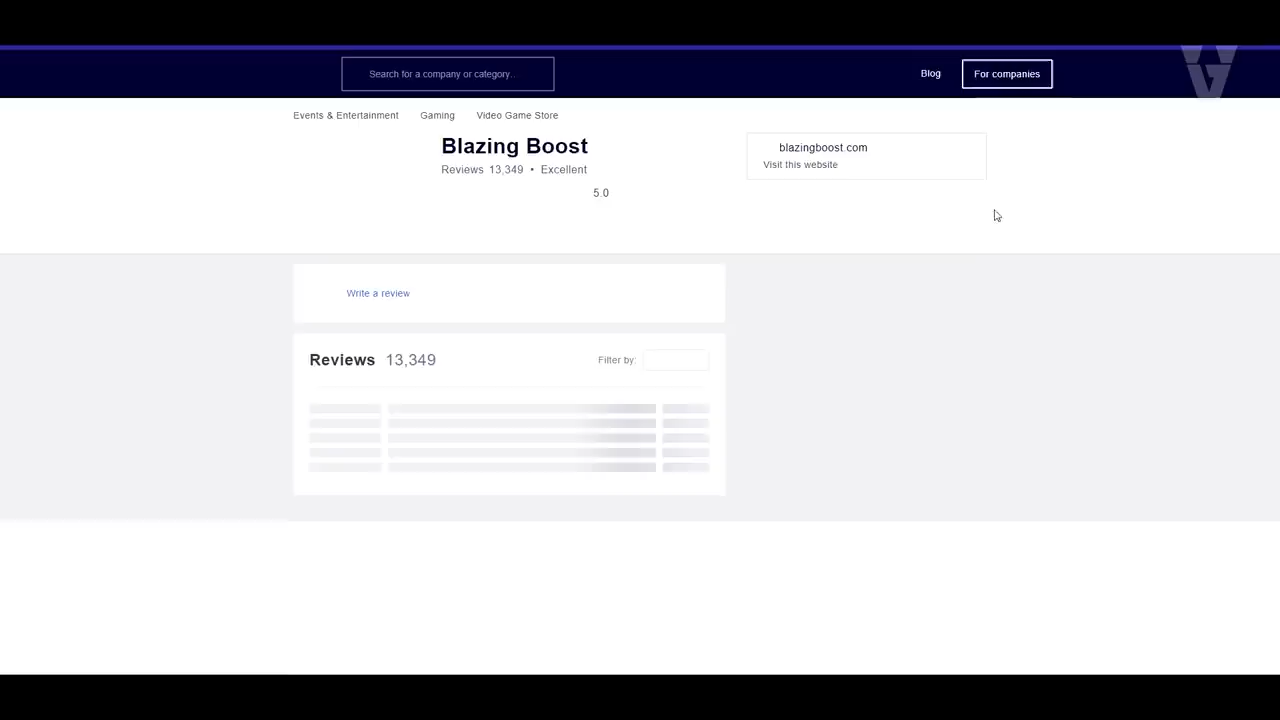 Search for a company or category..
Blog
For companies
Events & Entertainment
Gaming
Video Game Store
Blazing Boost
Reviews 13,349 • Excellent
5.0
blazingboost.com
Visit this website
Write a review
Reviews 13,349
Filter by: